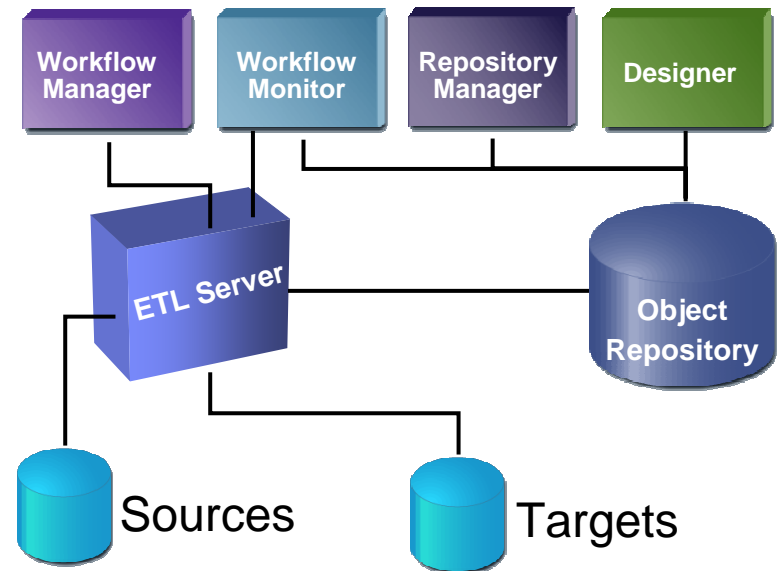 Workflow
Manager
Workflow
Monitor
Repository
Manager
Designer
ETL Server
Object
Repository
Sources
Targets